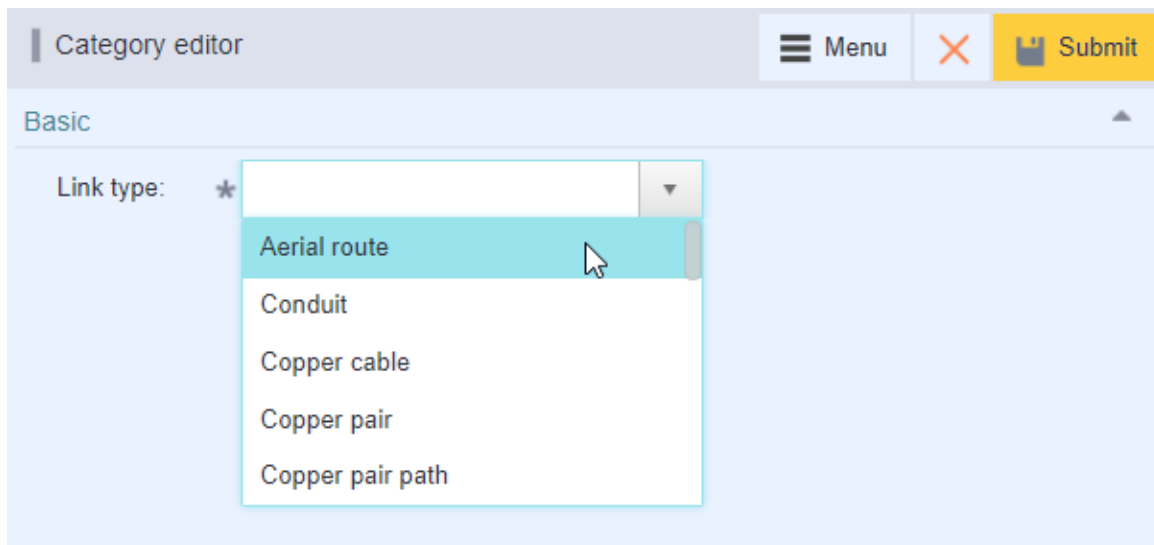 Category editor
Menu
Submit
Basic
Link type: *
Aerial route
Conduit
Copper cable
Copper pair
Copper pair path